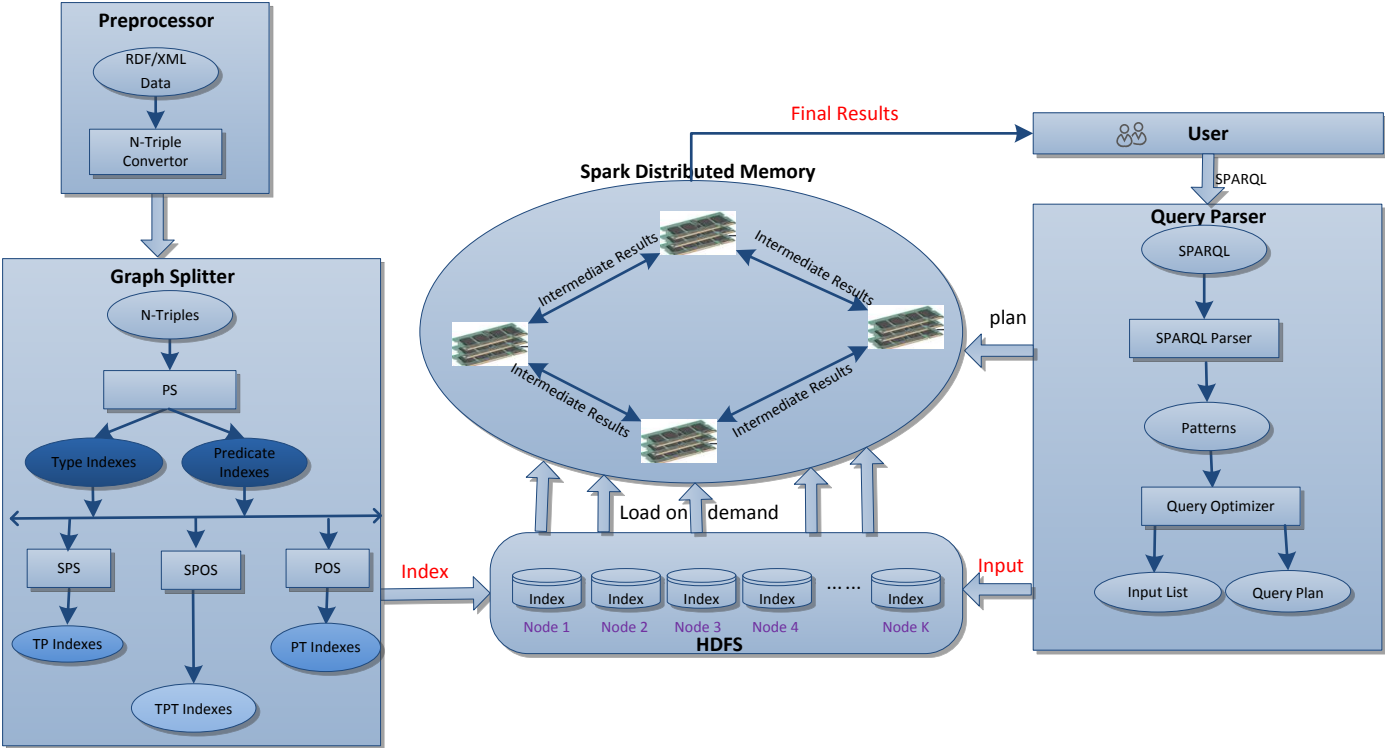 Preprocessor
RDF/XML
Data
N-Triple
Convertor
Graph Splitter
N-Triples
PS
Type Indexes
Predicate
Indexes
SPS
SPOS
POS
TP Indexes
PT Indexes
TPT Indexes
Index
Spark Distributed Memory
Intermediate Results
Intermediate Results
Intermediate Results
Intermediate Results
Load on demand
Index
Index
Index
Index
······
Index
Node 1
Node 2
Node 3
Node 4
Node K
HDFS
Final Results
User
SPARQL
Query Parser
SPARQL
SPARQL Parser
Patterns
Query Optimizer
Input List
Query Plan
plan
Input